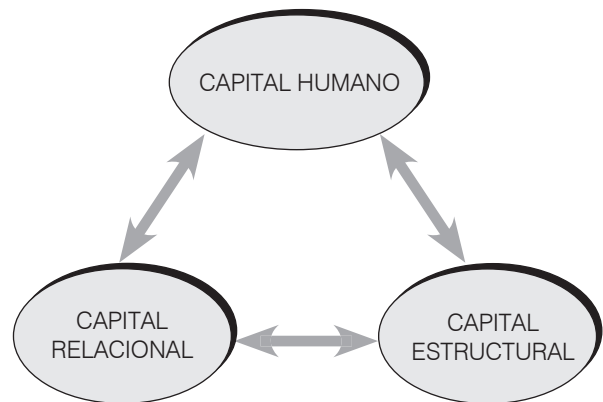 CAPITAL HUMANO
CAPITAL
RELACIONAL
CAPITAL
ESTRUCTURAL